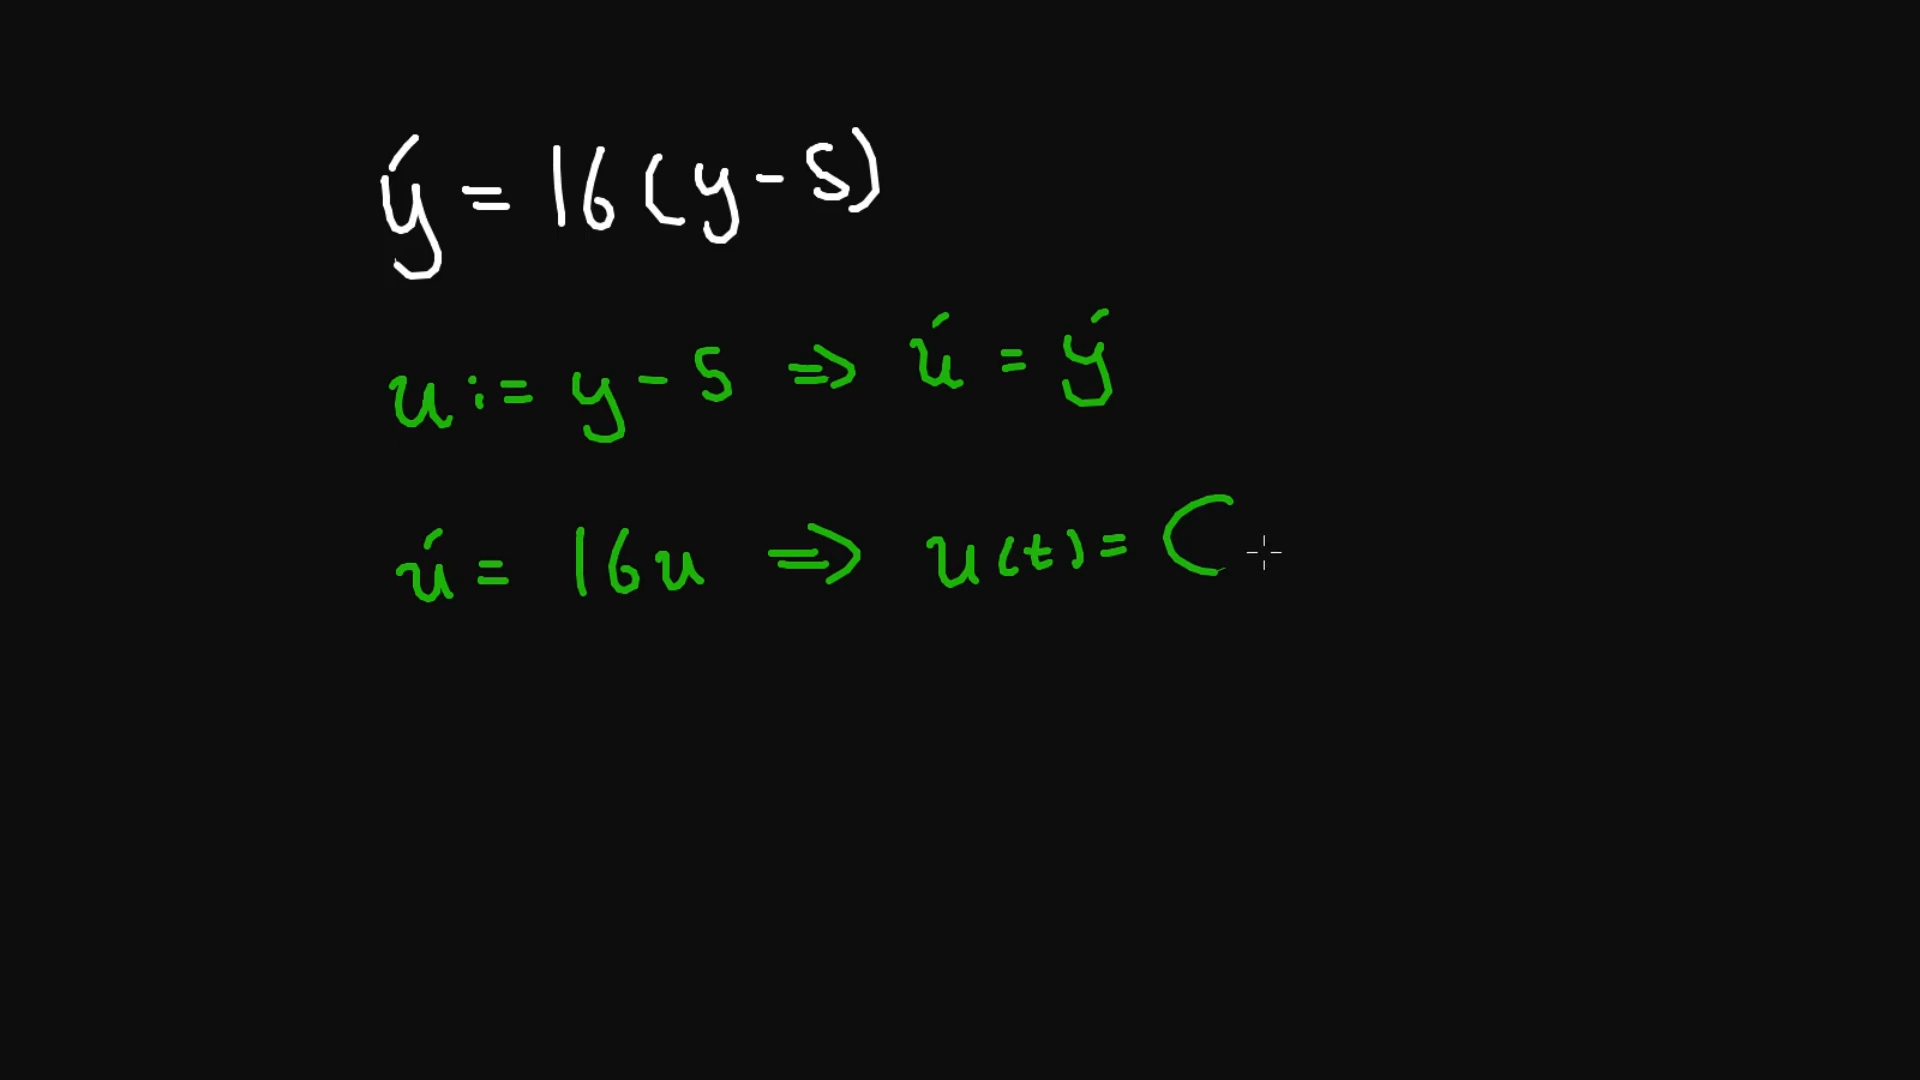 ý = 16(y - 5)
u := y - 5 ⇒ ú = ý
ú = 16u ⇒ u(t) = C